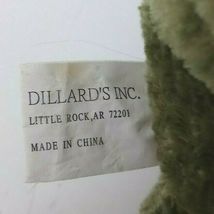 DILLARD'S INC.
LITTLE ROCK, AR 72201
MADE IN CHINA